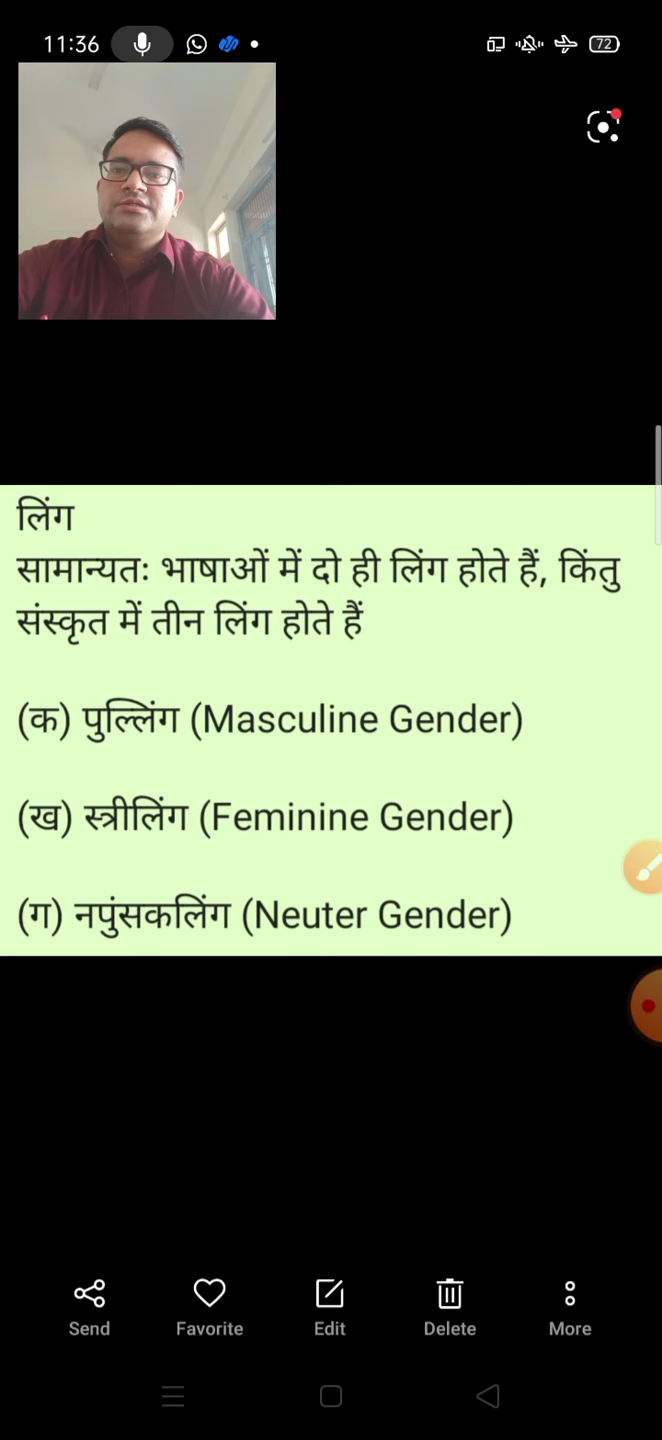 11:36
72
लिंग
सामान्यतः भाषाओं में दो ही लिंग होते हैं, किंतु
संस्कृत में तीन लिंग होते हैं
(क) पुल्लिंग (Masculine Gender)
(ख) स्त्रीलिंग (Feminine Gender)
(ग) नपुंसकलिंग (Neuter Gender)
Send Favorite Edit Delete More